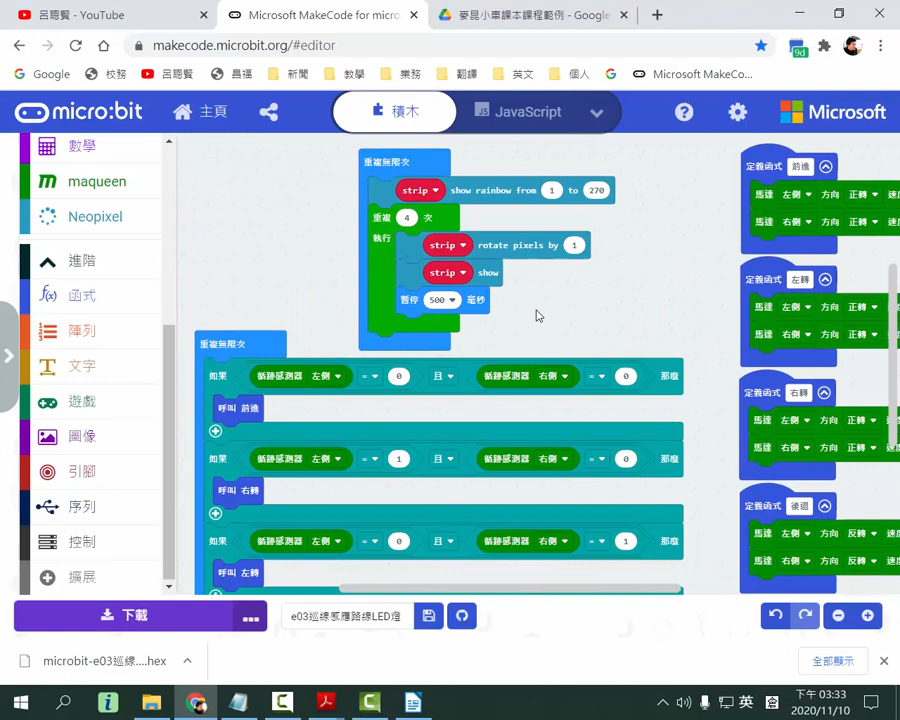 呂聰賢 - YouTube
Microsoft MakeCode for micro:
麥昆小車課本課程範例 - Google
makecode.microbit.org/#editor
9d
Google
校務
呂聰賢
昌福
新聞
教學
業務
翻譯
英文
個人
Microsoft MakeCo...
micro:bit
主頁
積木
JavaScript
Microsoft
數學
maqueen
Neopixel
進階
函式
陣列
文字
遊戲
圖像
引腳
序列
控制
擴展
重複無限次
strip show rainbow from 1 to 270
重複 4 次
執行
strip rotate pixels by 1
strip show
暫停 500 毫秒
重複無限次
如果 循跡感測器 左側 = 0 且 循跡感測器 右側 = 0 那麼
呼叫 前進
如果 循跡感測器 左側 = 1 且 循跡感測器 右側 = 0 那麼
呼叫 右轉
如果 循跡感測器 左側 = 0 且 循跡感測器 右側 = 1 那麼
呼叫 左轉
定義函式 前進
馬達 左側 方向 正轉 速
馬達 右側 方向 正轉 速
定義函式 左轉
馬達 左側 方向
馬達 右側 方向 正轉
定義函式 右轉
馬達 左側 方向 正轉
馬達 右側 方向
定義函式 後退
馬達 左側 方向 反轉 速
馬達 右側 方向 反轉 速
下載
e03巡線感應路線LED燈
microbit-e03巡線....hex
全部顯示
英
下午 03:33
2020/11/10